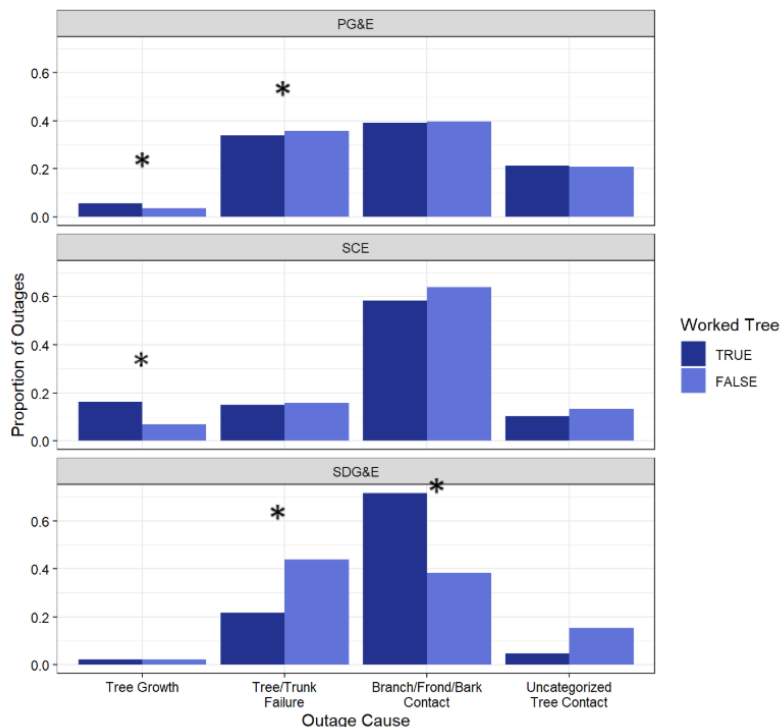 PG&E
0.6
0.4
0.2
0.0
*
*
SCE
0.6
0.4
0.2
0.0
*
SDG&E
0.6
0.4
0.2
0.0
*
*
Proportion of Outages
Tree Growth
Tree/Trunk
Failure
Branch/Frond/Bark
Contact
Uncategorized
Tree Contact
Outage Cause
Worked Tree
TRUE
FALSE